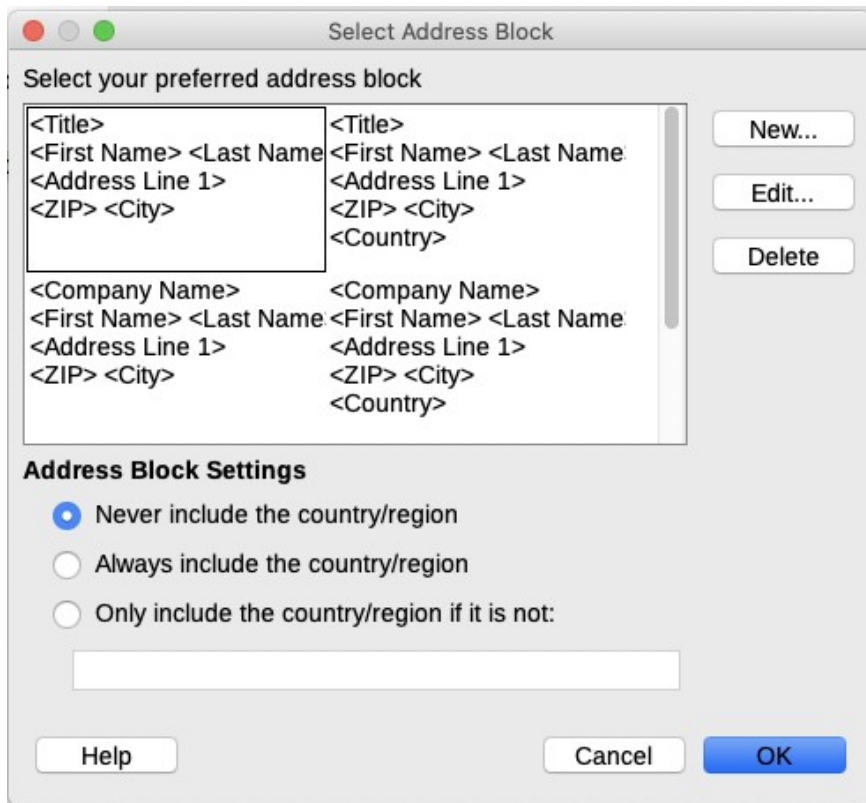 Select Address Block
Select your preferred address block
<Title>
<First Name> <Last Name
<Address Line 1>
<ZIP> <City>
<Title>
<First Name> <Last Name
<Address Line 1>
<ZIP> <City>
<Country>
<Company Name>
<First Name> <Last Name
<Address Line 1>
<ZIP> <City>
<Company Name>
<First Name> <Last Name
<Address Line 1>
<ZIP> <City>
<Country>
New...
Edit...
Delete
Address Block Settings
Never include the country/region
Always include the country/region
Only include the country/region if it is not:
Help
Cancel
OK